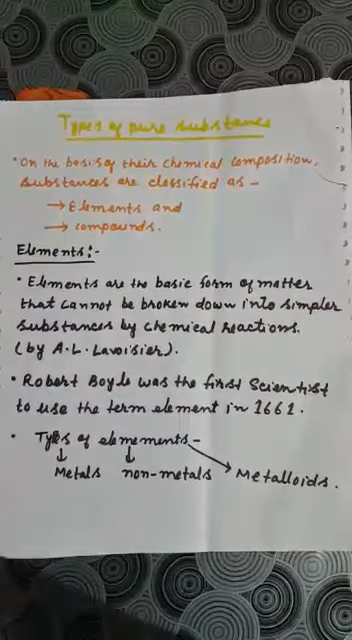 Types of pure substance
• On the basis of their chemical composition,
substances are classified as -
→ Elements and
→ compounds.
Elements:-
• Elements are the basic form of matter
that cannot be broken down into simpler
substances by chemical reactions.
(by A.L. Lavoisier).
• Robert Boyle was the first Scientist
to use the term element in 1661.
• Types of elemements -
Metals non-metals Metalloids.